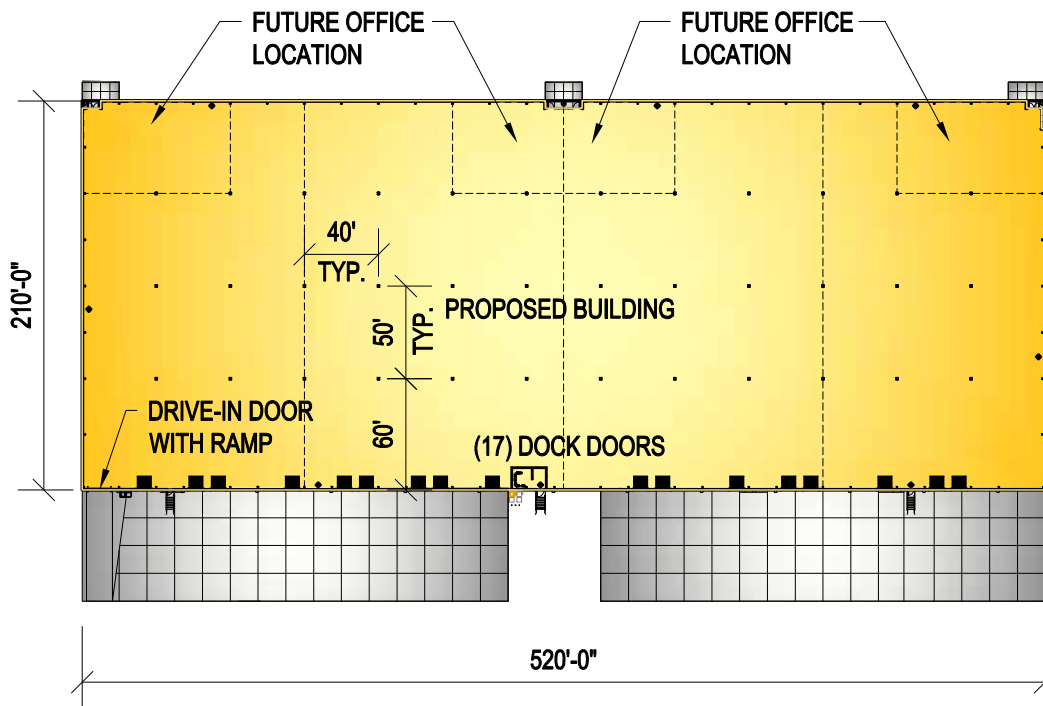 FUTURE OFFICE
LOCATION
FUTURE OFFICE
LOCATION
40'
TYP.
210'-0"
50'
TYP.
PROPOSED BUILDING
DRIVE-IN DOOR
WITH RAMP
60'
(17) DOCK DOORS
520'-0"